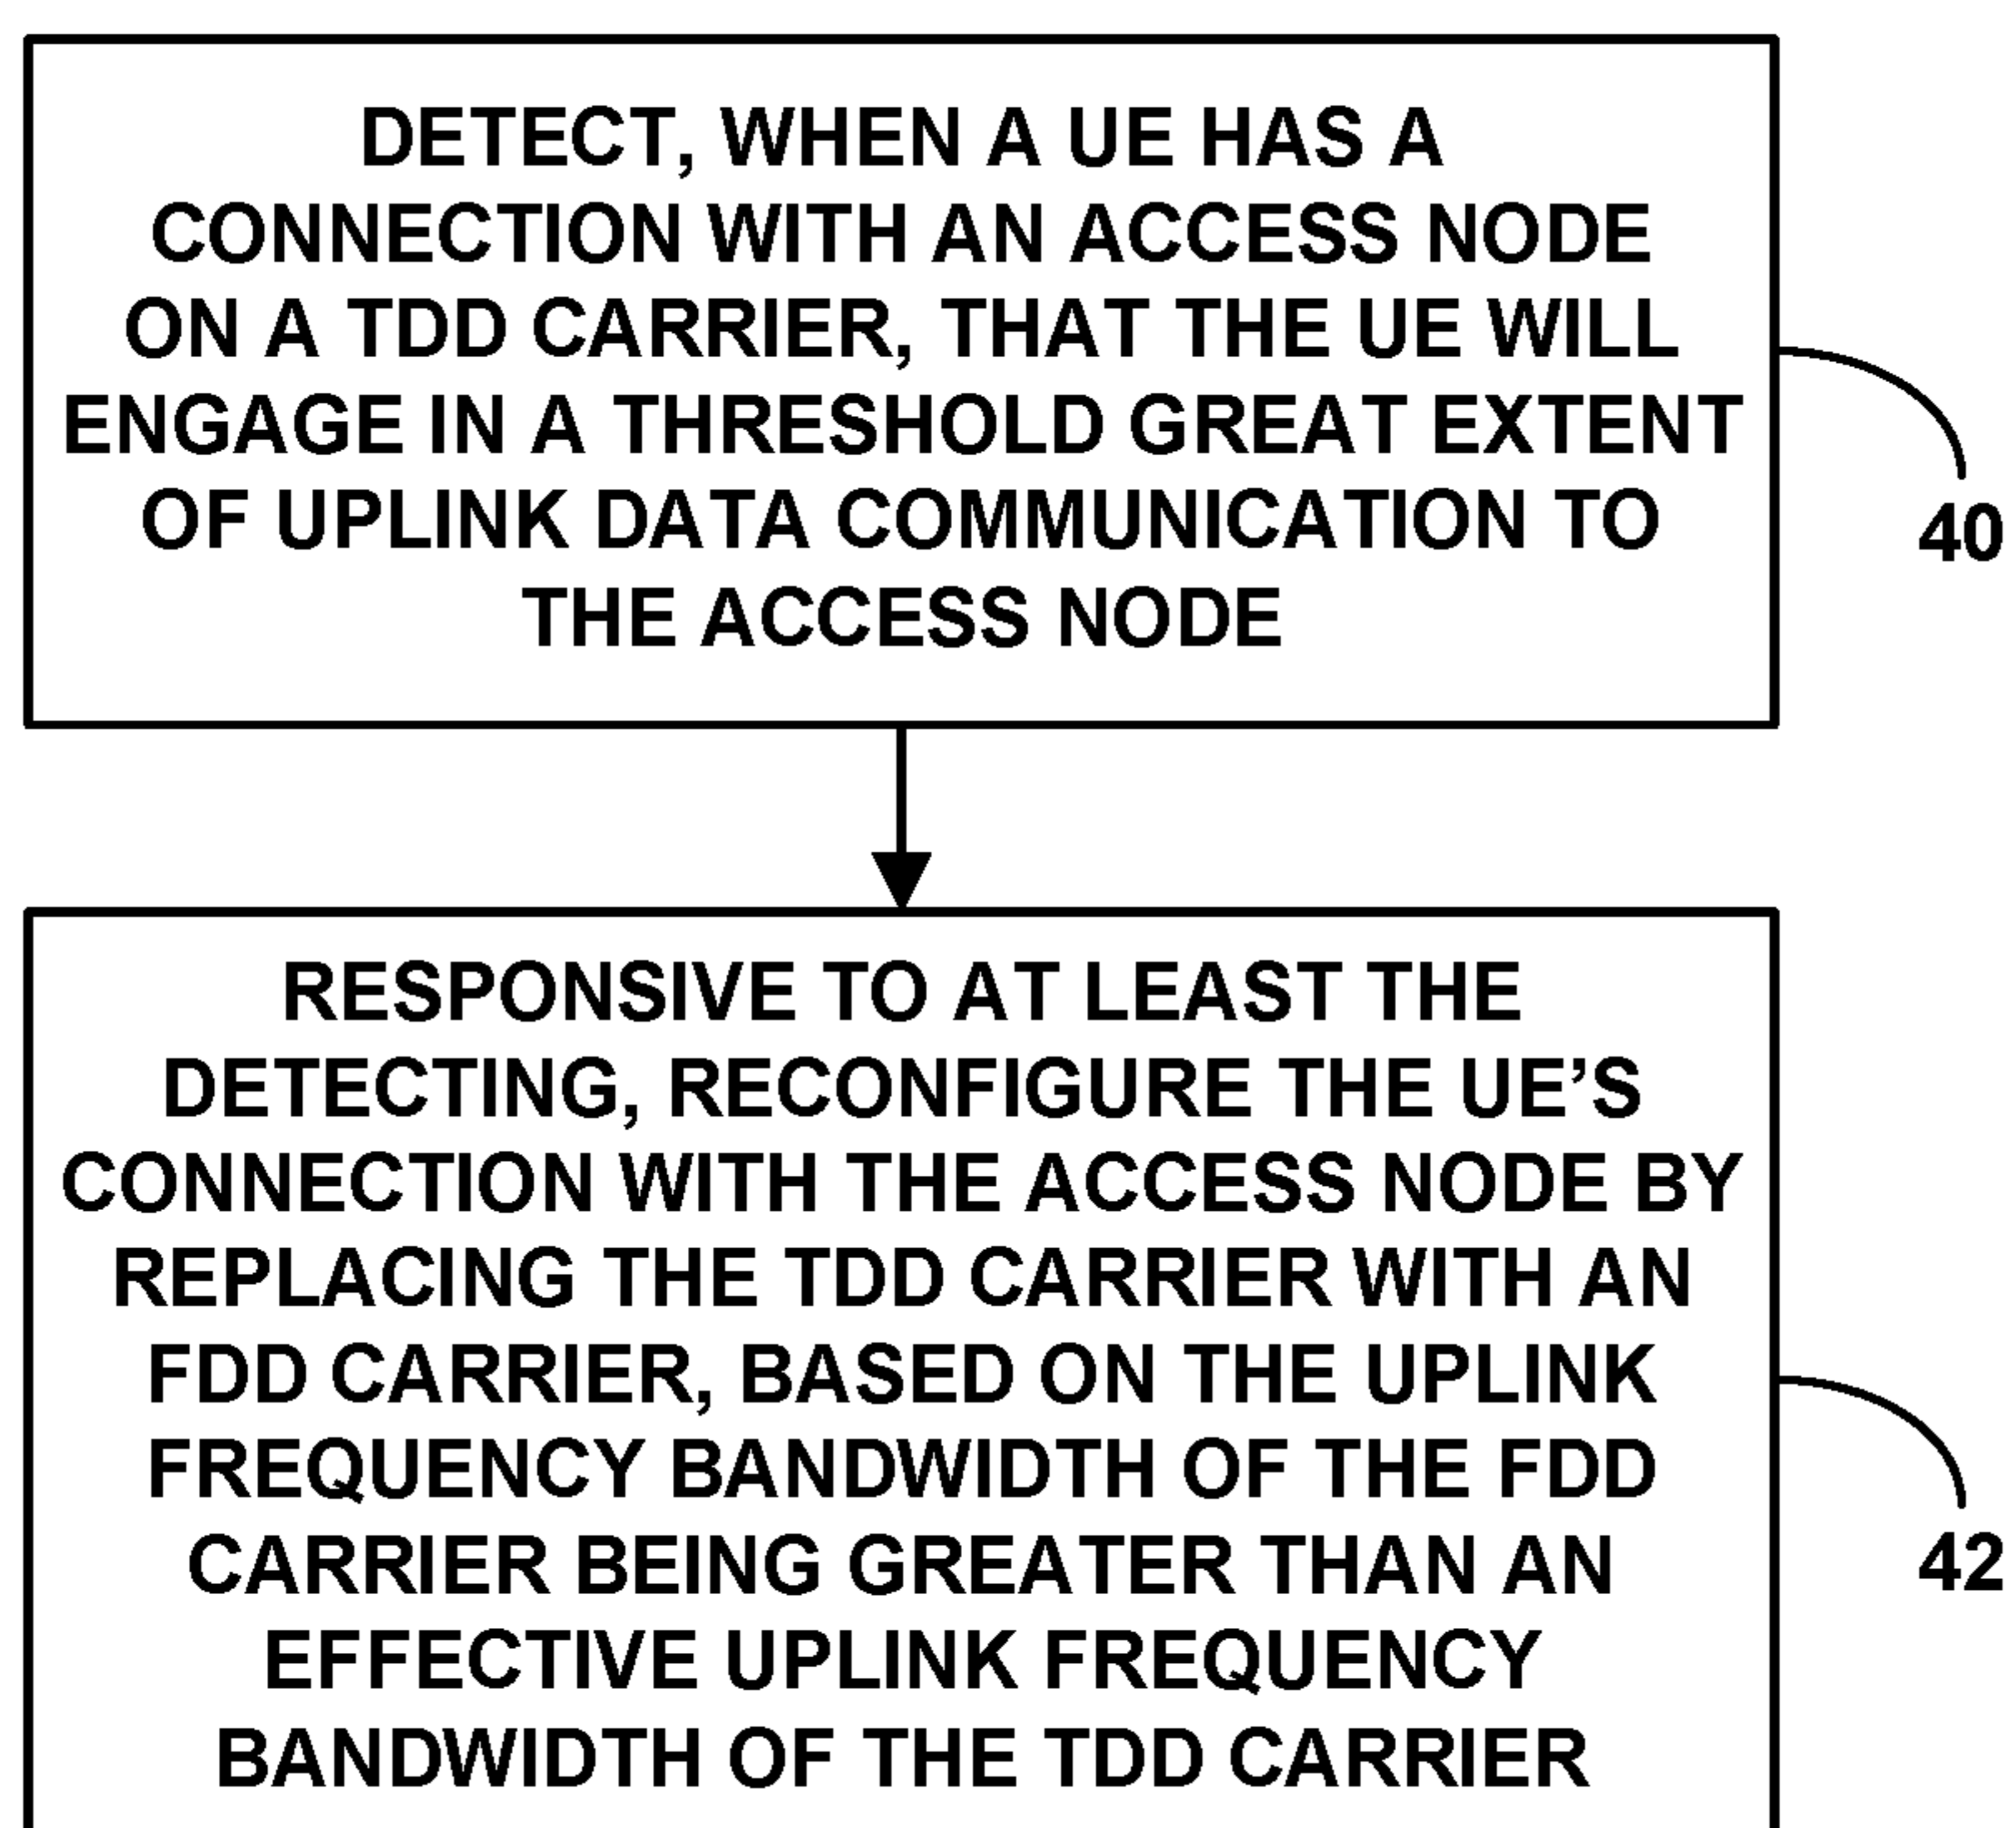 DETECT, WHEN A UE HAS A
CONNECTION WITH AN ACCESS NODE
ON A TDD CARRIER, THAT THE UE WILL
ENGAGE IN A THRESHOLD GREAT EXTENT
OF UPLINK DATA COMMUNICATION TO
THE ACCESS NODE
40
RESPONSIVE TO AT LEAST THE
DETECTING, RECONFIGURE THE UE’S
CONNECTION WITH THE ACCESS NODE BY
REPLACING THE TDD CARRIER WITH AN
FDD CARRIER, BASED ON THE UPLINK
FREQUENCY BANDWIDTH OF THE FDD
CARRIER BEING GREATER THAN AN
EFFECTIVE UPLINK FREQUENCY
BANDWIDTH OF THE TDD CARRIER
42